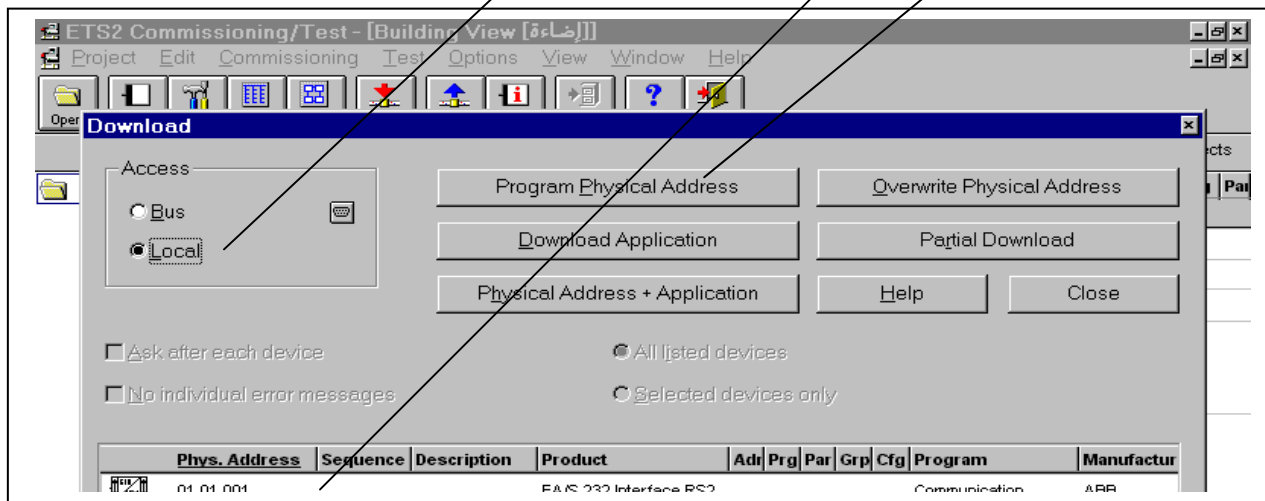 ETS2 Commissioning/Test - [Building View [إضاءة]]
Project Edit Commissioning Test Options View Window Help
Oper
Download
ects
Access
Program Physical Address Overwrite Physical Address
Par
Bus
Download Application Partial Download
Local
Physical Address + Application Help Close
Ask after each device All listed devices
No individual error messages Selected devices only
Phys. Address Sequence Description Product Adr Prg Par Grp Cfg Program Manufactur
01.01.001 EA/S 232 Interface RS2 Communication ABB